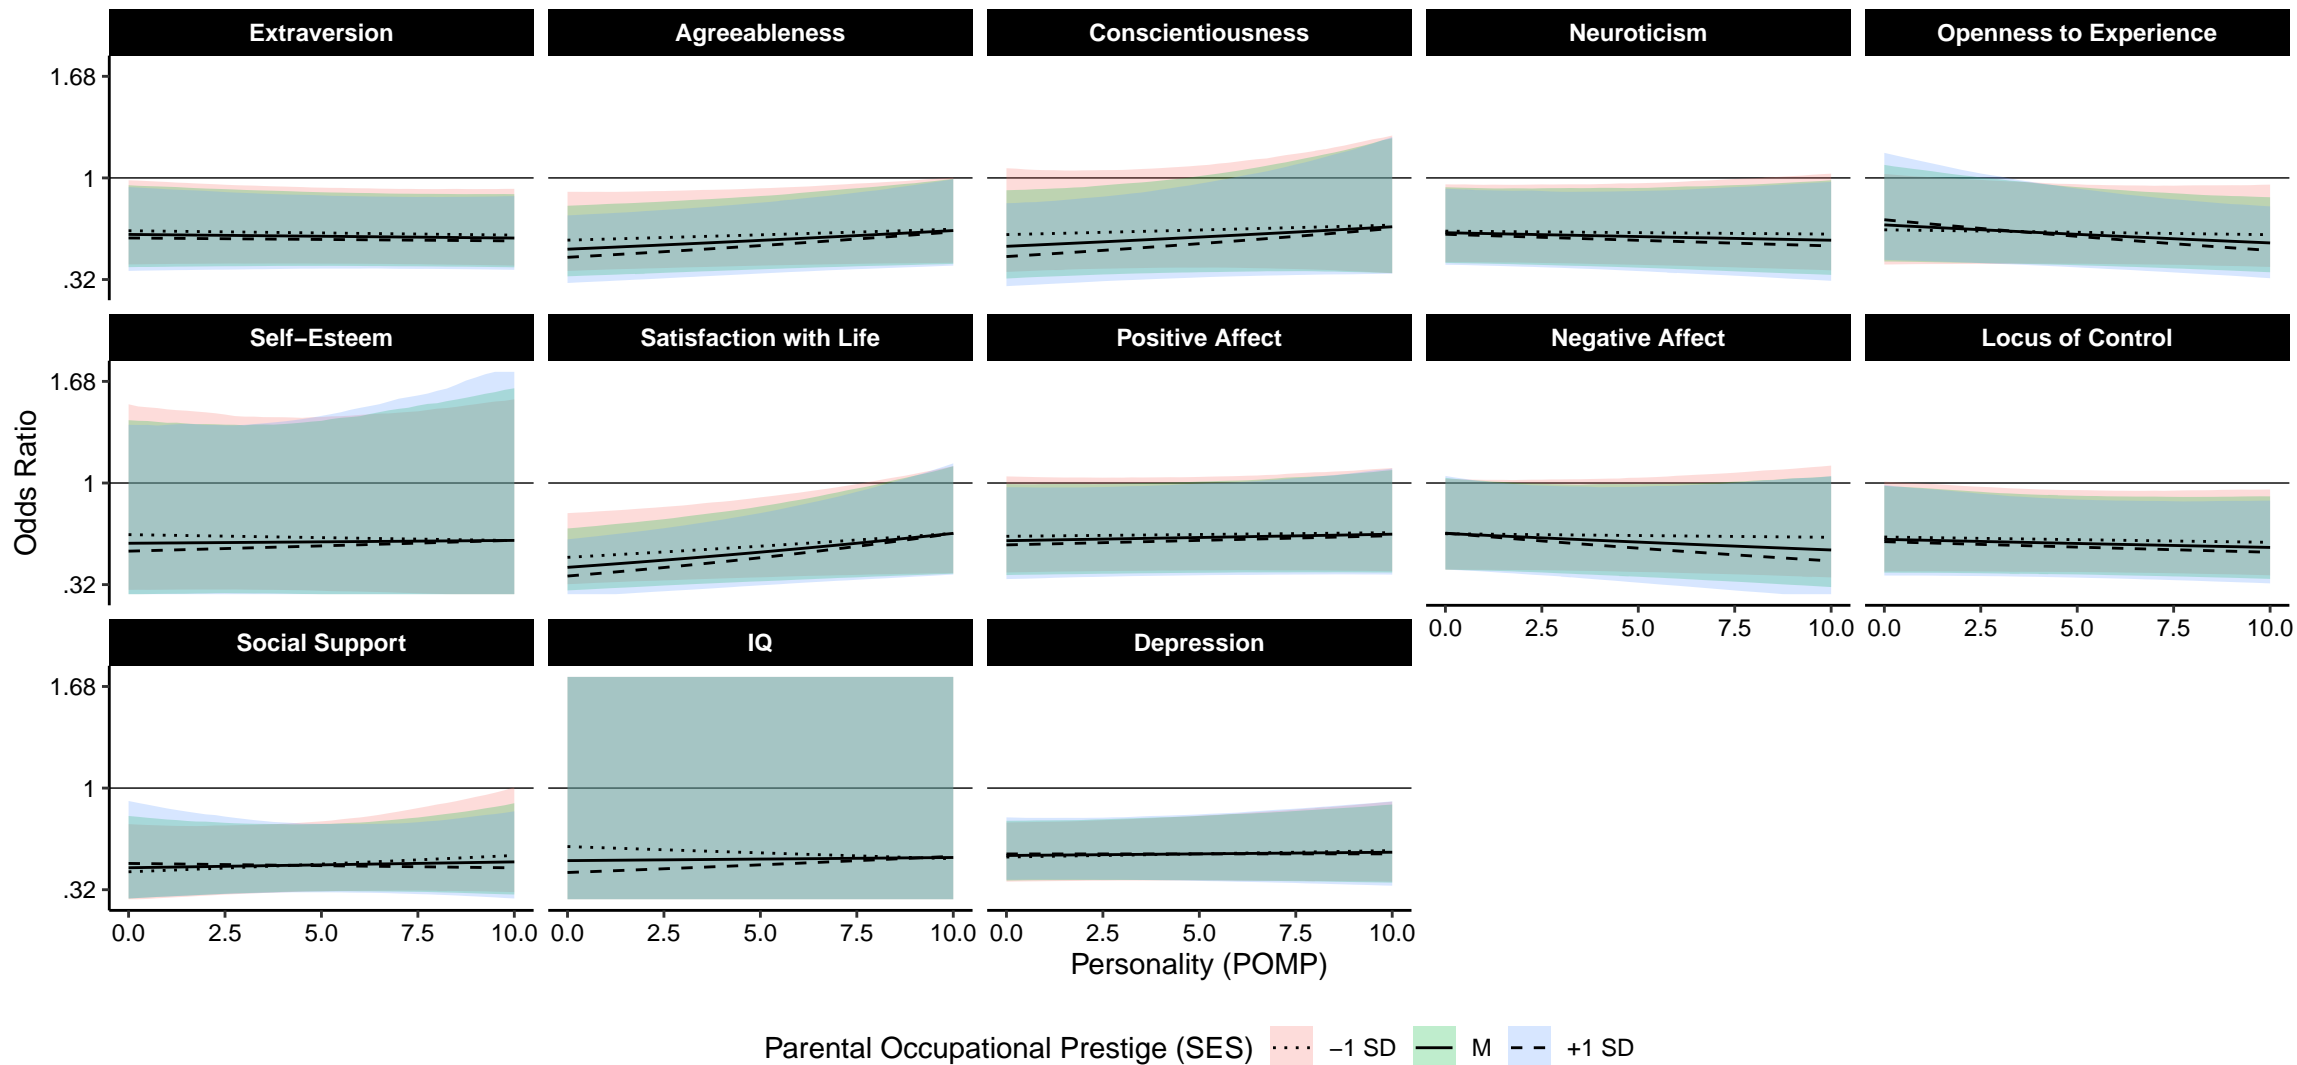 Extraversion Agreeableness Conscientiousness Neuroticism Openness to Experience
1.68
1
.32
Self−Esteem Satisfaction with Life Positive Affect Negative Affect Locus of Control
1.68
1
.32
0.0 2.5 5.0 7.5 10.0 0.0 2.5 5.0 7.5 10.0
Social Support IQ Depression
1.68
1
.32
0.0 2.5 5.0 7.5 10.0 0.0 2.5 5.0 7.5 10.0 0.0 2.5 5.0 7.5 10.0
Odds Ratio
Personality (POMP)
Parental Occupational Prestige (SES) −1 SD M +1 SD